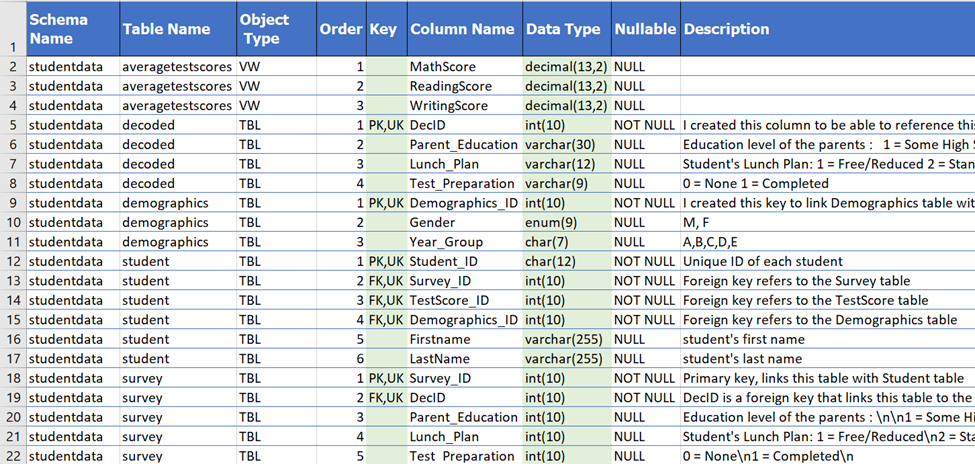 Schema Name Table Name Object Type Order Key Column Name Data Type Nullable Description
1
2 studentdata averagetestscores VW 1 MathScore decimal(13,2) NULL
3 studentdata averagetestscores VW 2 ReadingScore decimal(13,2) NULL
4 studentdata averagetestscores VW 3 WritingScore decimal(13,2) NULL
5 studentdata decoded TBL 1 PK,UK DecID int(10) NOT NULL I created this column to be able to reference this
6 studentdata decoded TBL 2 Parent_Education varchar(30) NULL Education level of the parents : 1 = Some High S
7 studentdata decoded TBL 3 Lunch_Plan varchar(12) NULL Student's Lunch Plan: 1 = Free/Reduced 2 = Stan
8 studentdata decoded TBL 4 Test_Preparation varchar(9) NULL 0 = None 1 = Completed
9 studentdata demographics TBL 1 PK,UK Demographics_ID int(10) NOT NULL I created this key to link Demographics table wit
10 studentdata demographics TBL 2 Gender enum(9) NULL M, F
11 studentdata demographics TBL 3 Year_Group char(7) NULL A,B,C,D,E
12 studentdata student TBL 1 PK,UK Student_ID char(12) NOT NULL Unique ID of each student
13 studentdata student TBL 2 FK,UK Survey_ID int(10) NOT NULL Foreign key refers to the Survey table
14 studentdata student TBL 3 FK,UK TestScore_ID int(10) NOT NULL Foreign key refers to the TestScore table
15 studentdata student TBL 4 FK,UK Demographics_ID int(10) NOT NULL Foreign key refers to the Demographics table
16 studentdata student TBL 5 Firstname varchar(255) NULL student's first name
17 studentdata student TBL 6 LastName varchar(255) NULL student's last name
18 studentdata survey TBL 1 PK,UK Survey_ID int(10) NOT NULL Primary key, links this table with Student table
19 studentdata survey TBL 2 FK,UK DecID int(10) NOT NULL DecID is a foreign key that links this table to the
20 studentdata survey TBL 3 Parent_Education int(10) NULL Education level of the parents : \n\n1 = Some Hi
21 studentdata survey TBL 4 Lunch_Plan int(10) NULL Student's Lunch Plan: 1 = Free/Reduced\n2 = Sta
22 studentdata survey TBL 5 Test_Preparation int(10) NULL 0 = None\n1 = Completed\n